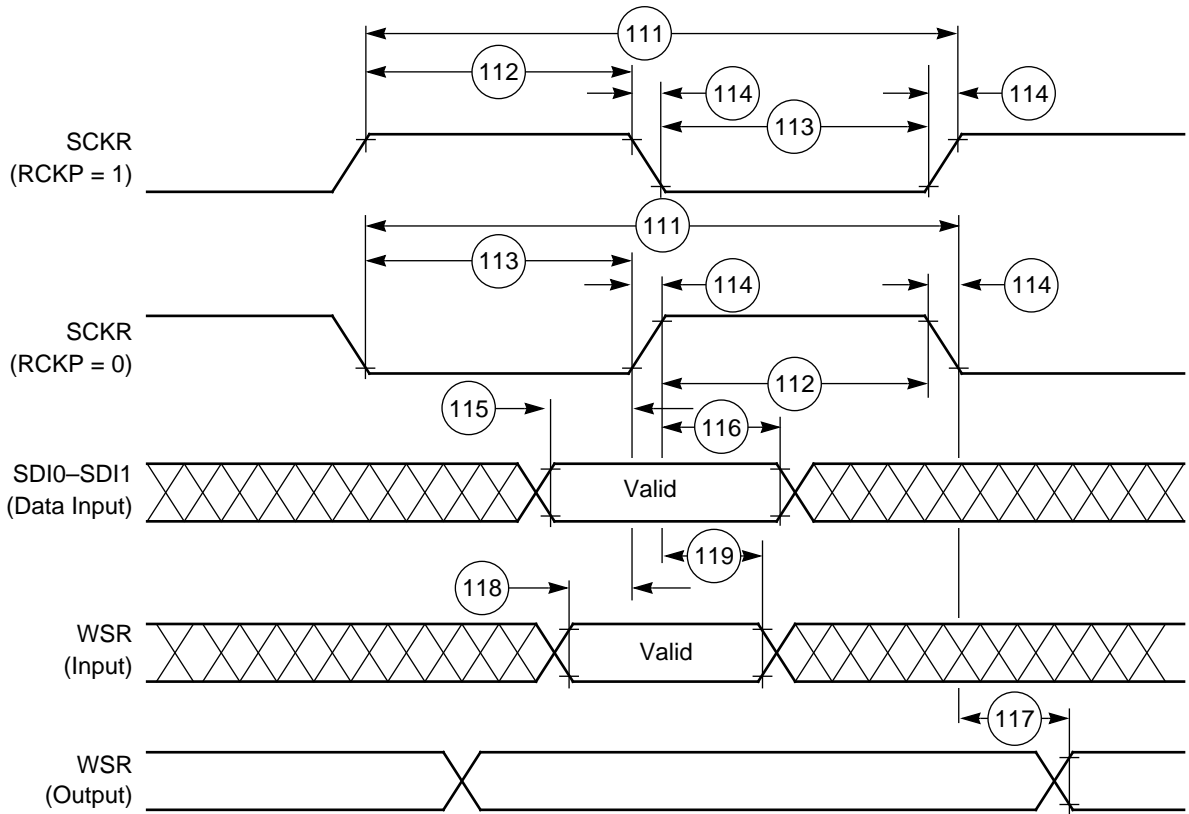 111
112
114
114
113
SCKR
(RCKP = 1)
111
113
114
114
SCKR
(RCKP = 0)
112
115
116
SDI0–SDI1
(Data Input)
Valid
119
118
WSR
(Input)
Valid
117
WSR
(Output)